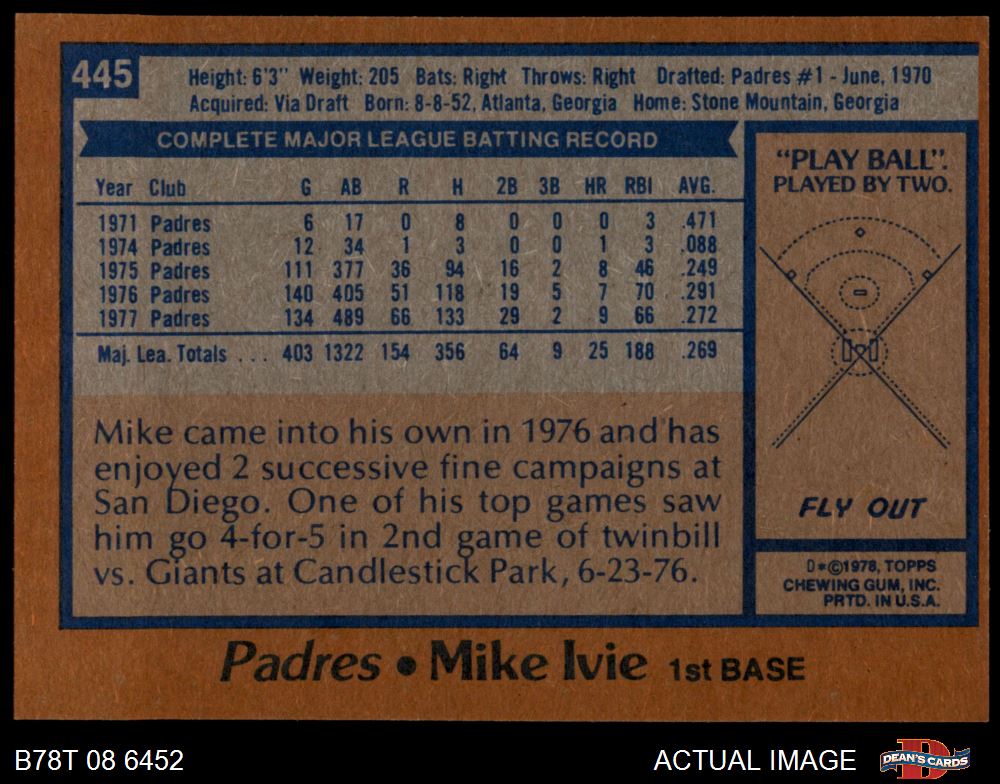 445
Height: 6'3" Weight: 205 Bats: Right Throws: Right Drafted: Padres #1 - June, 1970
Acquired: Via Draft Born: 8-8-52, Atlanta, Georgia Home: Stone Mountain, Georgia
COMPLETE MAJOR LEAGUE BATTING RECORD
Year Club G AB R H 2B 3B HR RBI AVG.
1971 Padres 6 17 0 8 0 0 0 3 .471
1974 Padres 12 34 1 3 0 0 1 3 .088
1975 Padres 111 377 36 94 16 2 8 46 .249
1976 Padres 140 405 51 118 19 5 7 70 .291
1977 Padres 134 489 66 133 29 2 9 66 .272
Maj. Lea. Totals . . . 403 1322 154 356 64 9 25 188 .269
Mike came into his own in 1976 and has
enjoyed 2 successive fine campaigns at
San Diego. One of his top games saw
him go 4-for-5 in 2nd game of twinbill
vs. Giants at Candlestick Park, 6-23-76.
"PLAY BALL".
PLAYED BY TWO.
FLY OUT
D*©1978, TOPPS
CHEWING GUM, INC.
PRTD. IN U.S.A.
Padres • Mike Ivie 1st BASE
B78T 08 6452
ACTUAL IMAGE
DEAN'S CARDS